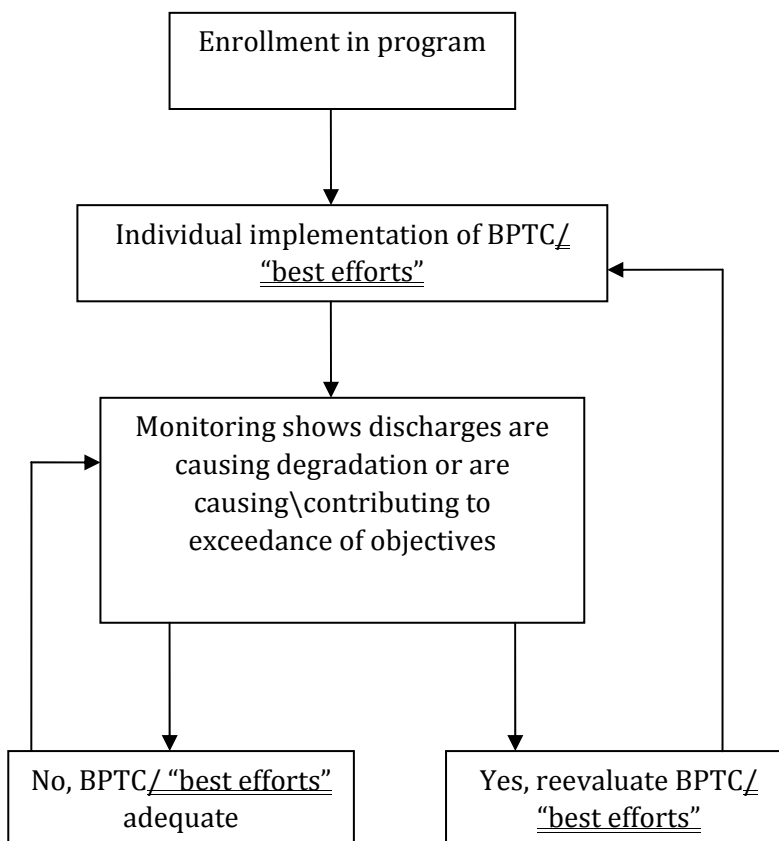 Enrollment in program
Individual implementation of BPTC/
“best efforts”
Monitoring shows discharges are
causing degradation or are
causing\contributing to
exceedance of objectives
No, BPTC/ “best efforts”
adequate
Yes, reevaluate BPTC/
“best efforts”